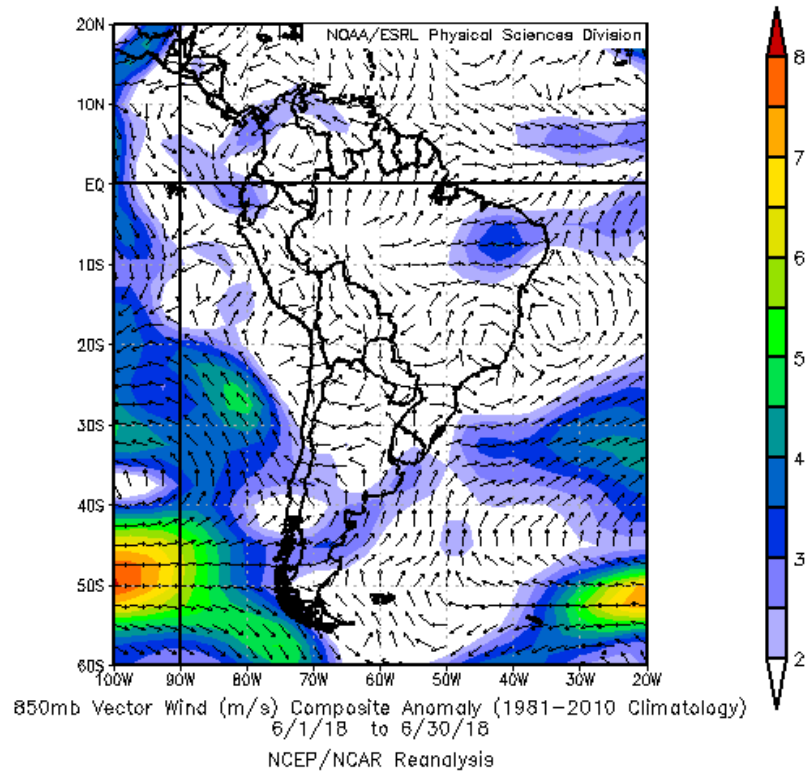 NOAA/ESRL Physical Sciences Division
20N
10N
EQ
10S
20S
30S
40S
50S
60S
100W 90W 80W 70W 60W 50W 40W 30W 20W
8
7
6
5
4
3
2
850mb Vector Wind (m/s) Composite Anomaly (1981-2010 Climatology)
6/1/18 to 6/30/18
NCEP/NCAR Reanalysis